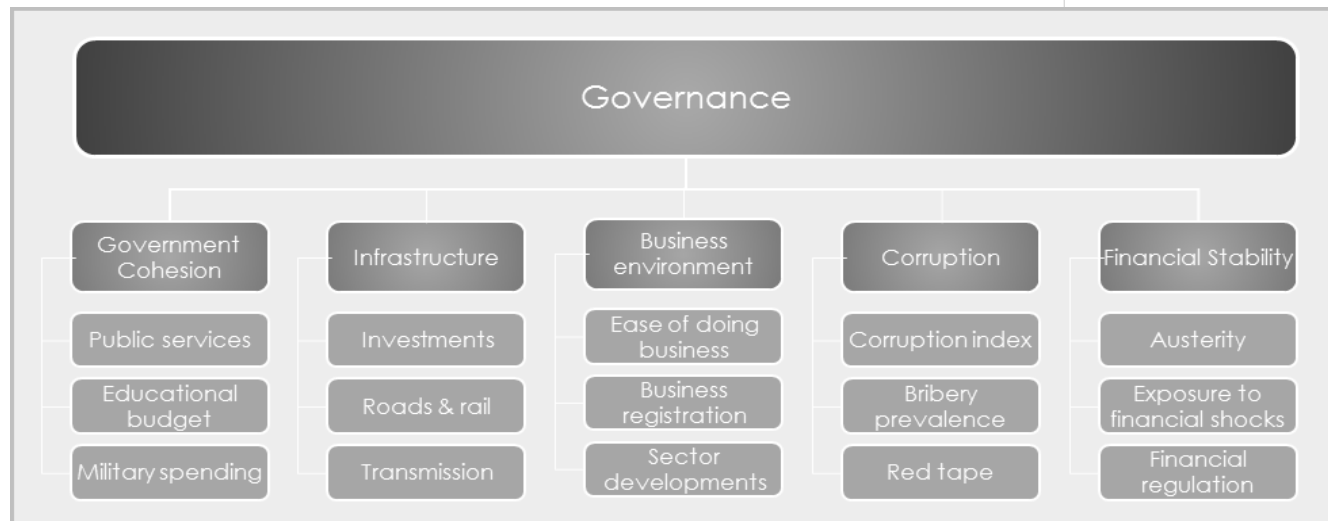 Governance
Government
Cohesion
Public services
Educational
budget
Military spending
Infrastructure
Investments
Roads & rail
Transmission
Business
environment
Ease of doing
business
Business
registration
Sector
developments
Corruption
Corruption index
Bribery
prevalence
Red tape
Financial Stability
Austerity
Exposure to
financial shocks
Financial
regulation